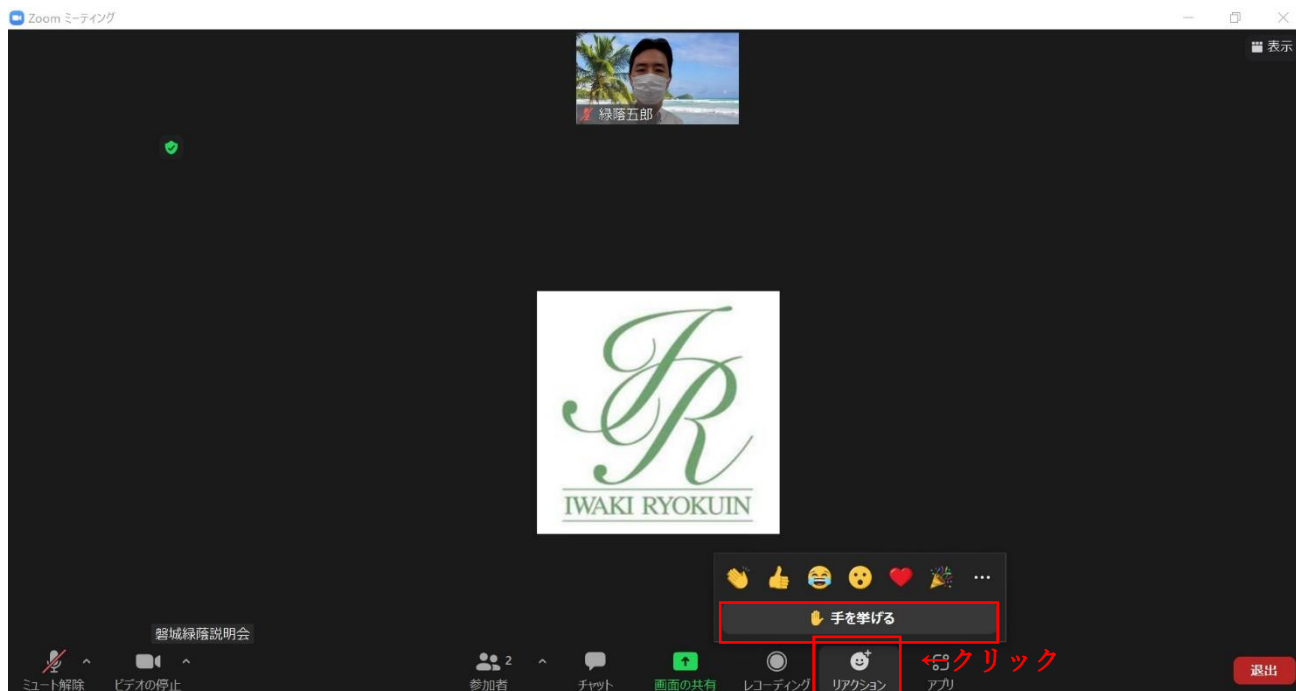 Zoom ミーティング
表示
緑蔭五郎
IWAKI RYOKUIN
手を挙げる
磐城緑蔭説明会
2
←クリック
ミュート解除
ビデオの停止
参加者
チャット
画面の共有
レコーディング
リアクション
アプリ
退出